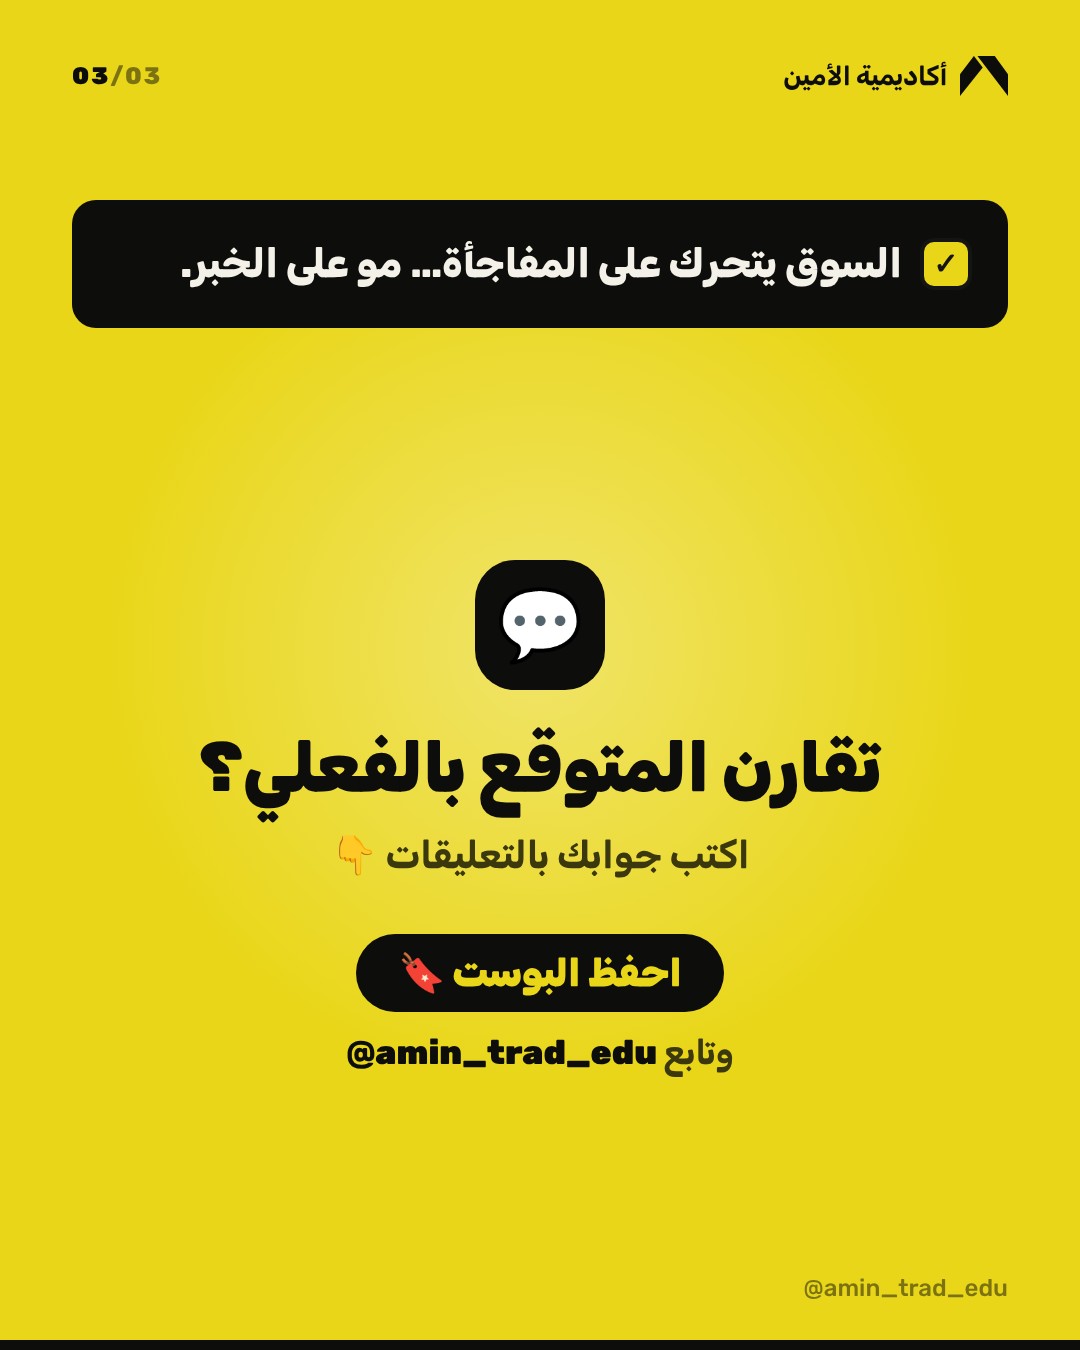 أكاديمية الأمين
03/03
✓ السوق يتحرك على المفاجأة... مو على الخبر.
تقارن المتوقع بالفعلي؟
اكتب جوابك بالتعليقات 👇
احفظ البوست 🔖
وتابع @amin_trad_edu
@amin_trad_edu